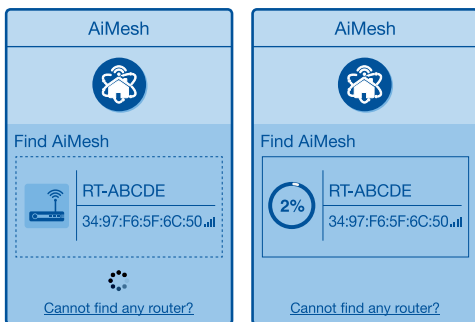 AiMesh
Find AiMesh
RT-ABCDE
34:97:F6:5F:6C:50
Cannot find any router?
AiMesh
Find AiMesh
2%
RT-ABCDE
34:97:F6:5F:6C:50
Cannot find any router?